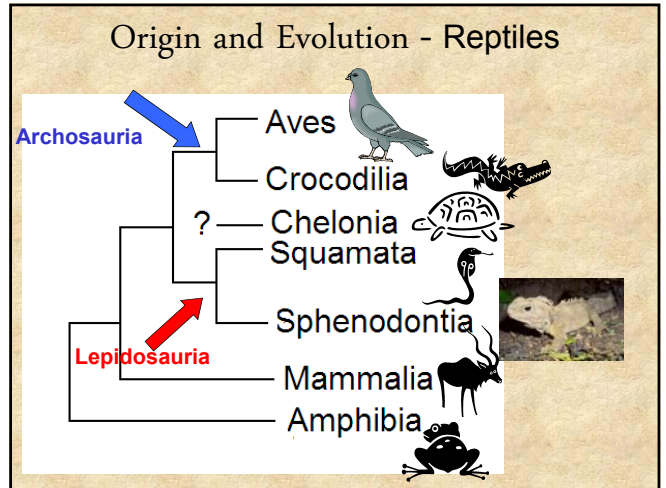 Origin and Evolution - Reptiles
Archosauria
Aves
Crocodilia
? Chelonia
Squamata
Sphenodontia
Lepidosauria
Mammalia
Amphibia